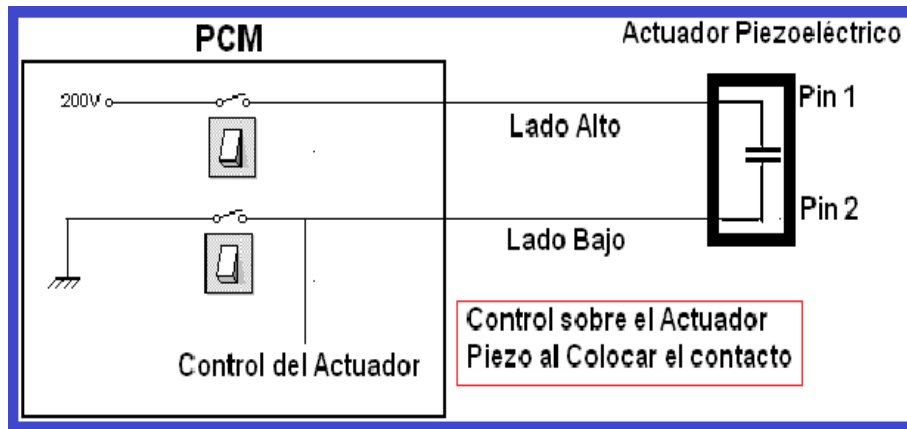 PCM
Actuador Piezoeléctrico
200V
Pin 1
Lado Alto
Pin 2
Lado Bajo
Control sobre el Actuador
Piezo al Colocar el contacto
Control del Actuador